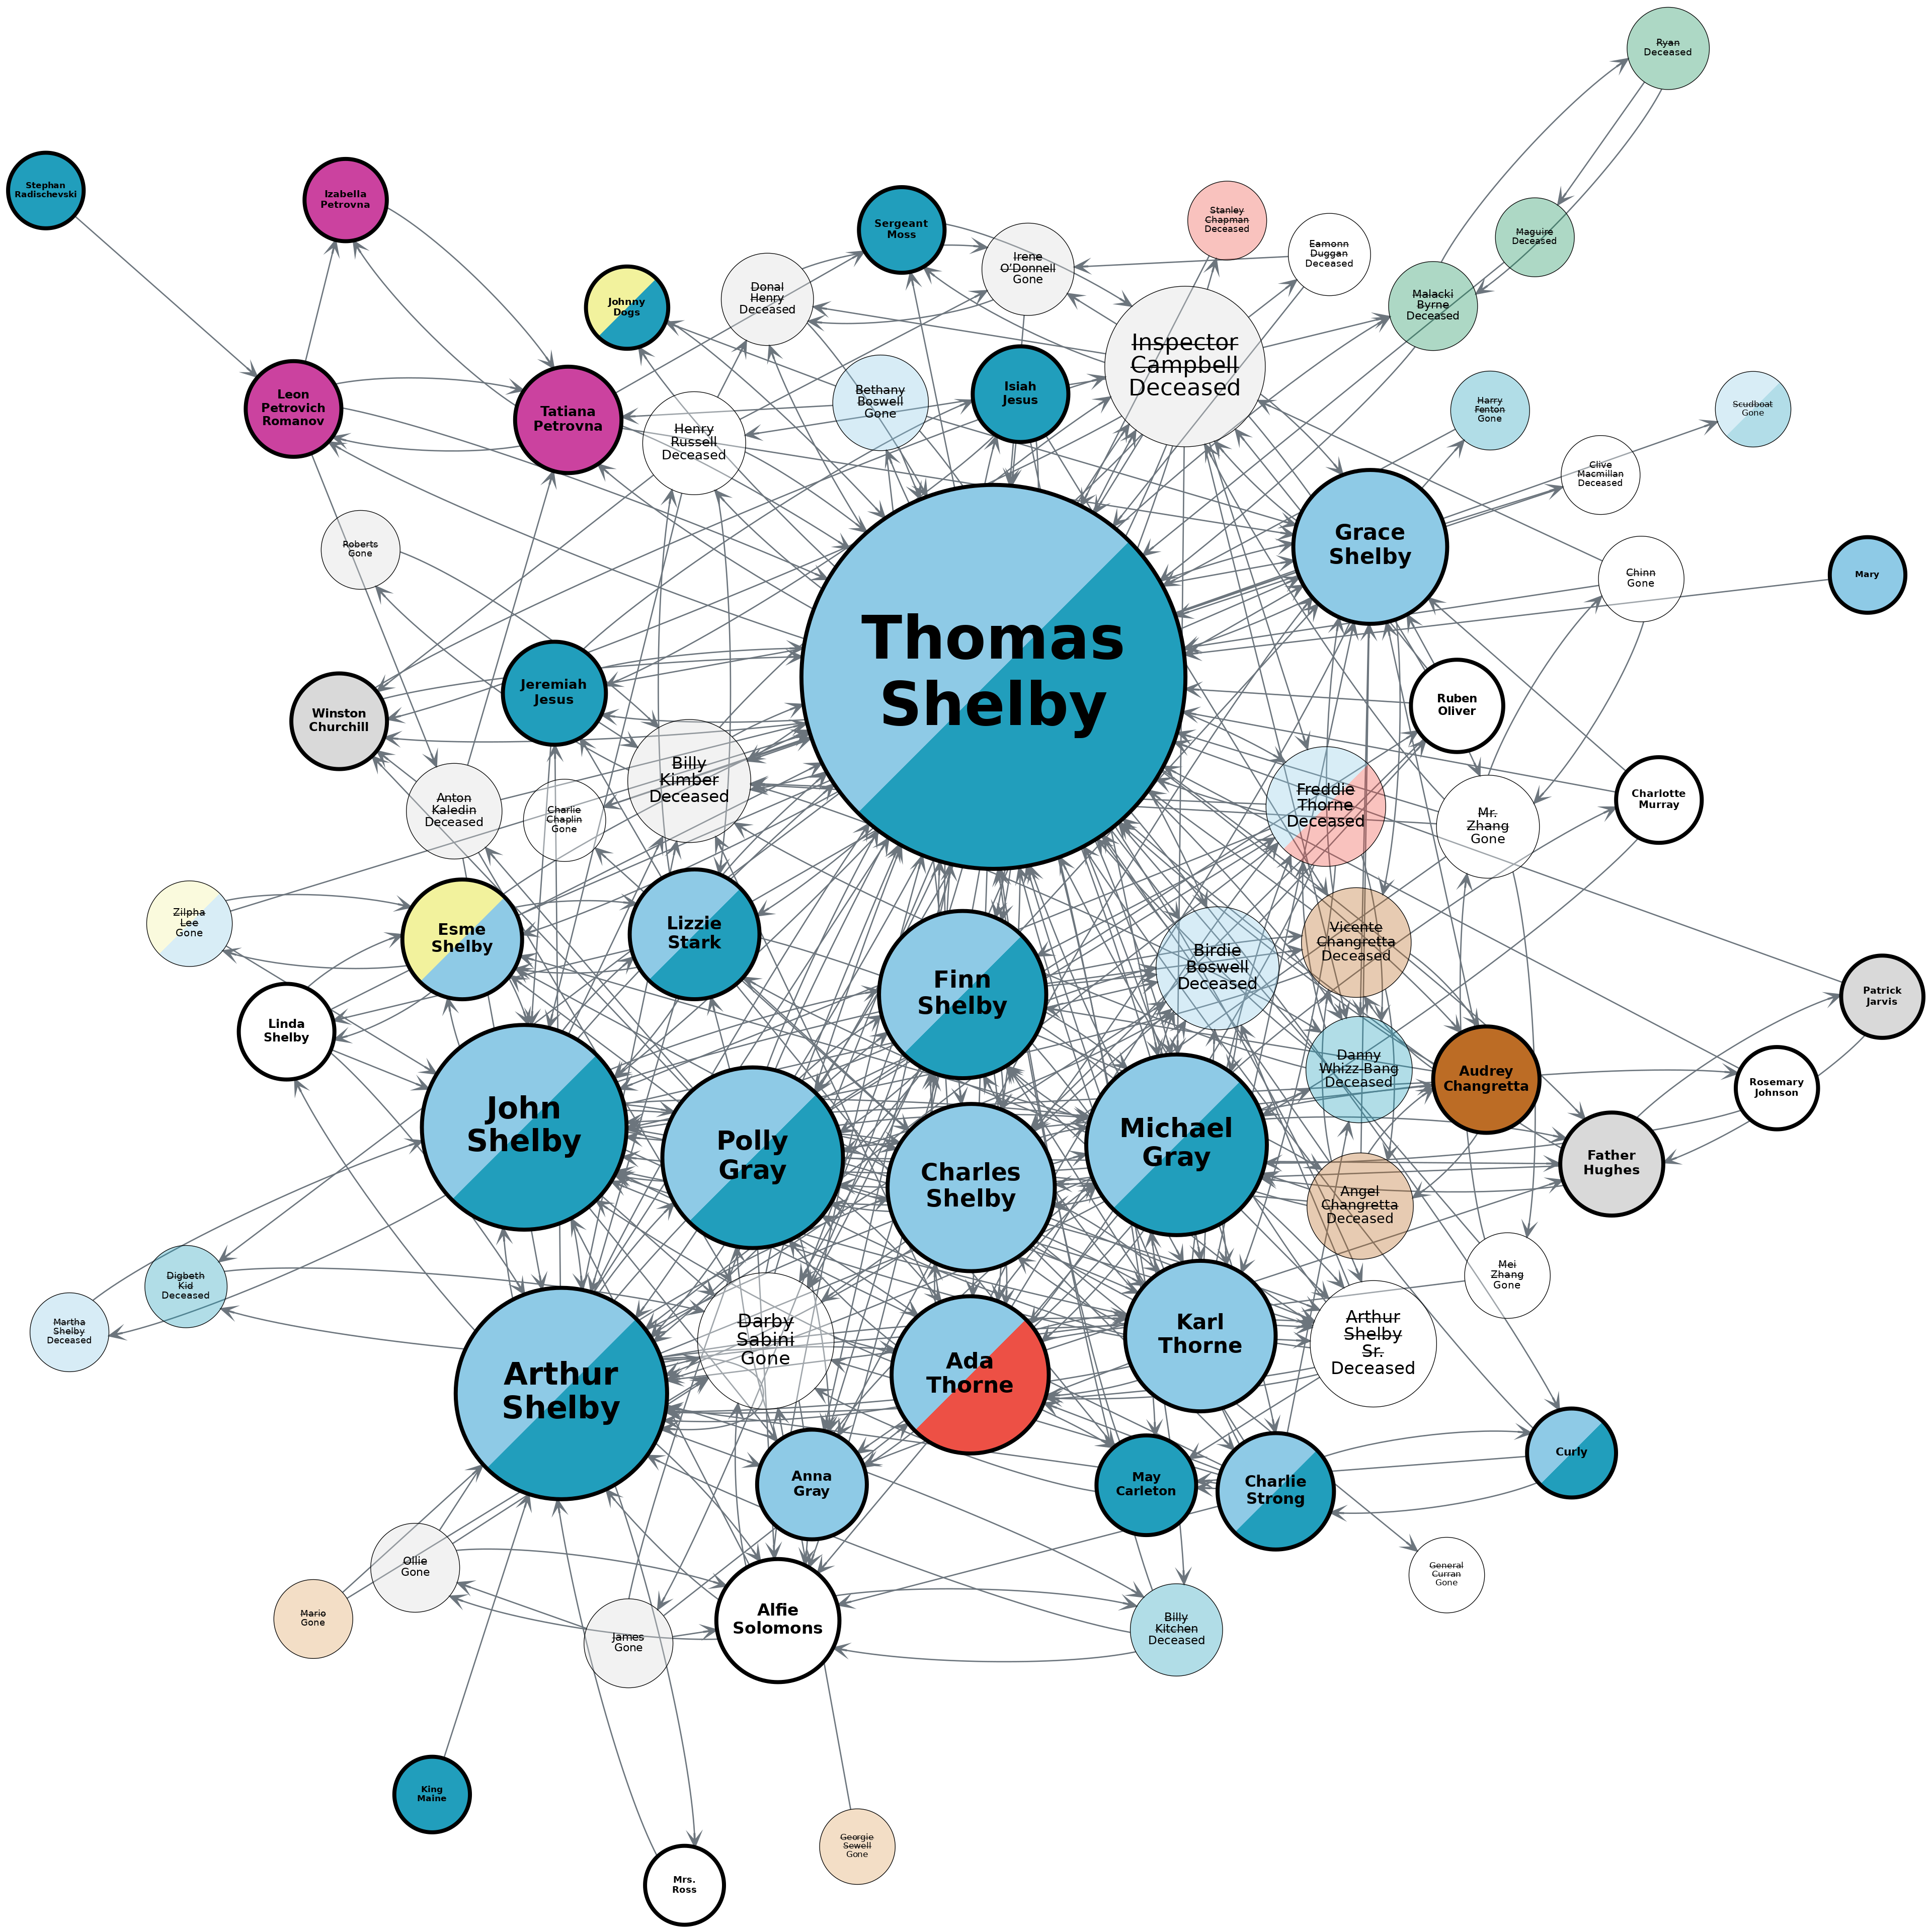 Ryan
Deceased
Stephan
Radischevski
Izabella
Petrovna
Stanley
Chapman
Deceased
Sergeant
Moss
Maguire
Deceased
Eamonn
Duggan
Deceased
Irene
O'Donnell
Gone
Donal
Henry
Deceased
Johnny
Dogs
Malacki
Byrne
Deceased
Inspector
Campbell
Deceased
Isiah
Jesus
Bethany
Boswell
Gone
Leon
Petrovich
Romanov
Harry
Fenton
Gone
Scudboat
Gone
Tatiana
Petrovna
Henry
Russell
Deceased
Clive
Macmillan
Deceased
Grace
Shelby
Roberts
Gone
Mary
Chinn
Gone
Thomas
Shelby
Jeremiah
Jesus
Ruben
Oliver
Winston
Churchill
Billy
Kimber
Deceased
Charlotte
Murray
Freddie
Thorne
Deceased
Anton
Kaledin
Deceased
Charlie
Chaplin
Gone
Mr.
Zhang
Gone
Zilpha
Lee
Gone
Lizzie
Stark
Esme
Shelby
Vicente
Changretta
Deceased
Birdie
Boswell
Deceased
Finn
Shelby
Patrick
Jarvis
Linda
Shelby
Danny
Whizz-Bang
Deceased
Audrey
Changretta
Rosemary
Johnson
John
Shelby
Michael
Gray
Polly
Gray
Father
Hughes
Charles
Shelby
Angel
Changretta
Deceased
Mei
Zhang
Gone
Digbeth
Kid
Deceased
Martha
Shelby
Deceased
Karl
Thorne
Darby
Sabini
Gone
Arthur
Shelby
Sr.
Deceased
Ada
Thorne
Arthur
Shelby
Curly
Anna
Gray
May
Carleton
Charlie
Strong
Ollie
Gone
General
Curran
Gone
Mario
Gone
Alfie
Solomons
Billy
Kitchen
Deceased
James
Gone
King
Maine
Georgie
Sewell
Gone
Mrs.
Ross